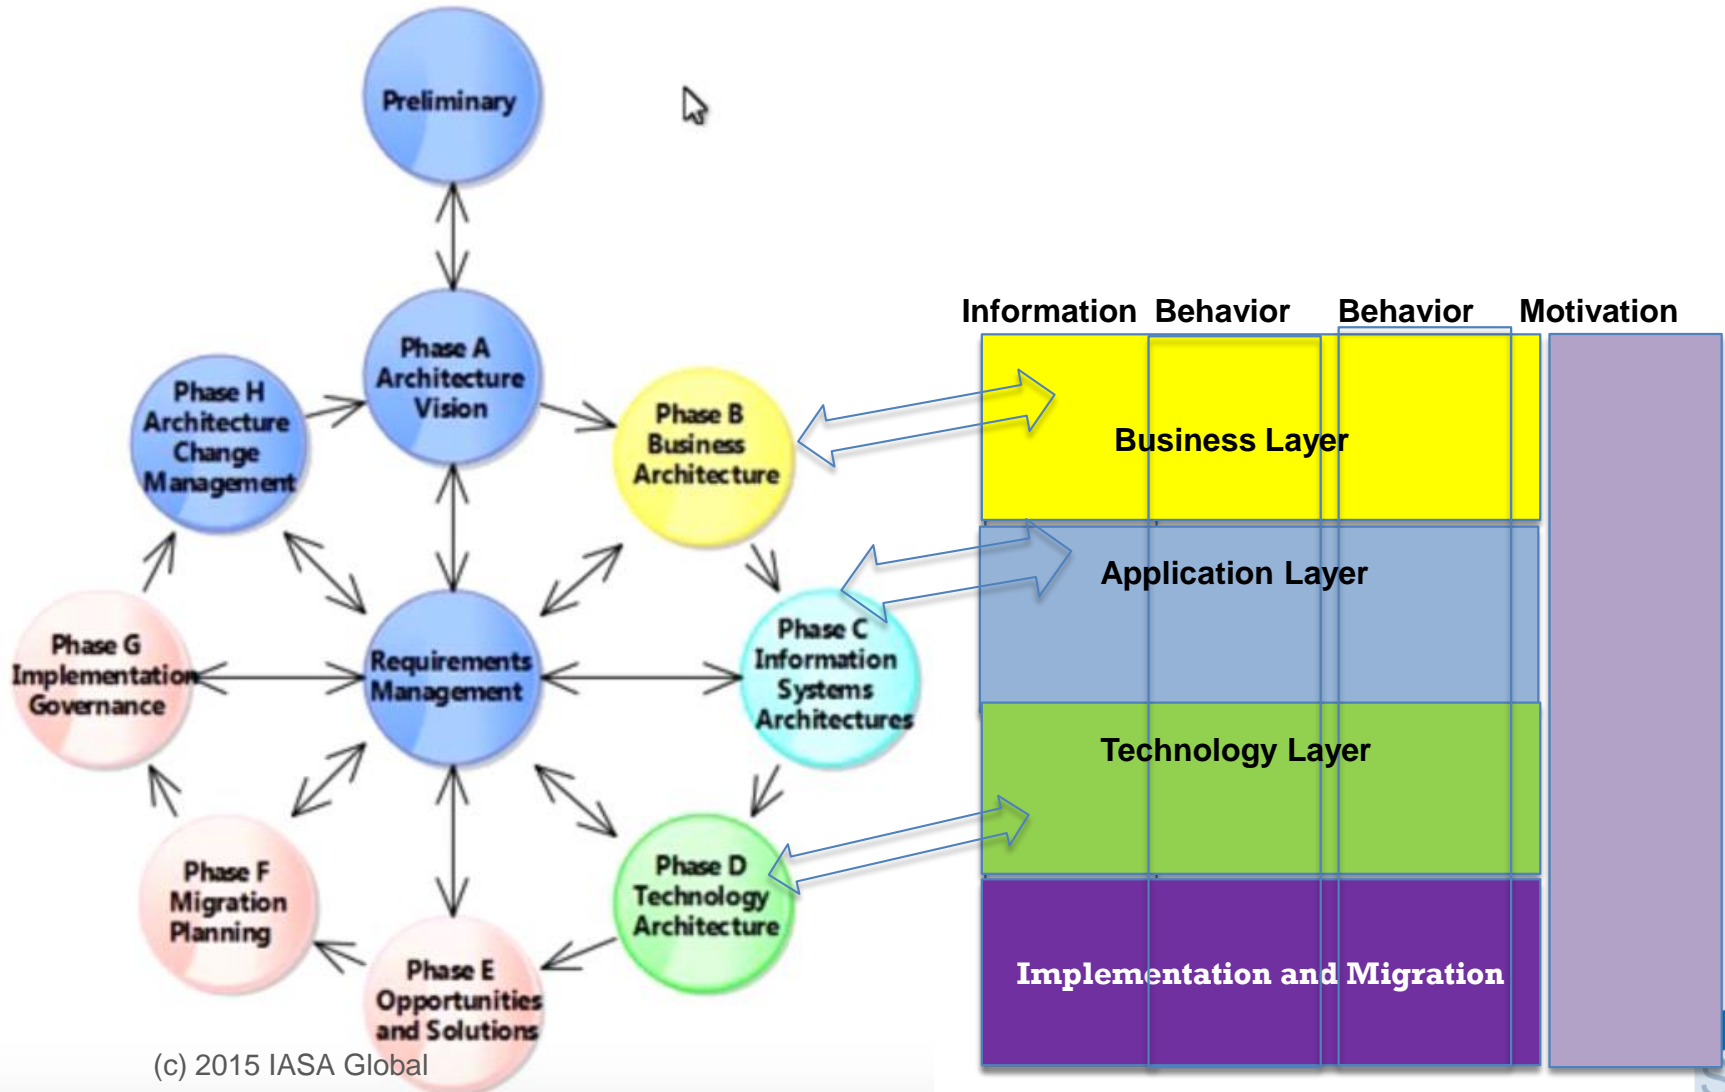 Preliminary
Phase A
Architecture
Vision
Phase H
Architecture
Change
Management
Phase B
Business
Architecture
Phase G
Implementation
Governance
Requirements
Management
Phase C
Information
Systems
Architectures
Phase F
Migration
Planning
Phase D
Technology
Architecture
Phase E
Opportunities
and Solutions
(c) 2015 IASA Global
Information Behavior Behavior Motivation
Business Layer
Application Layer
Technology Layer
Implementation and Migration